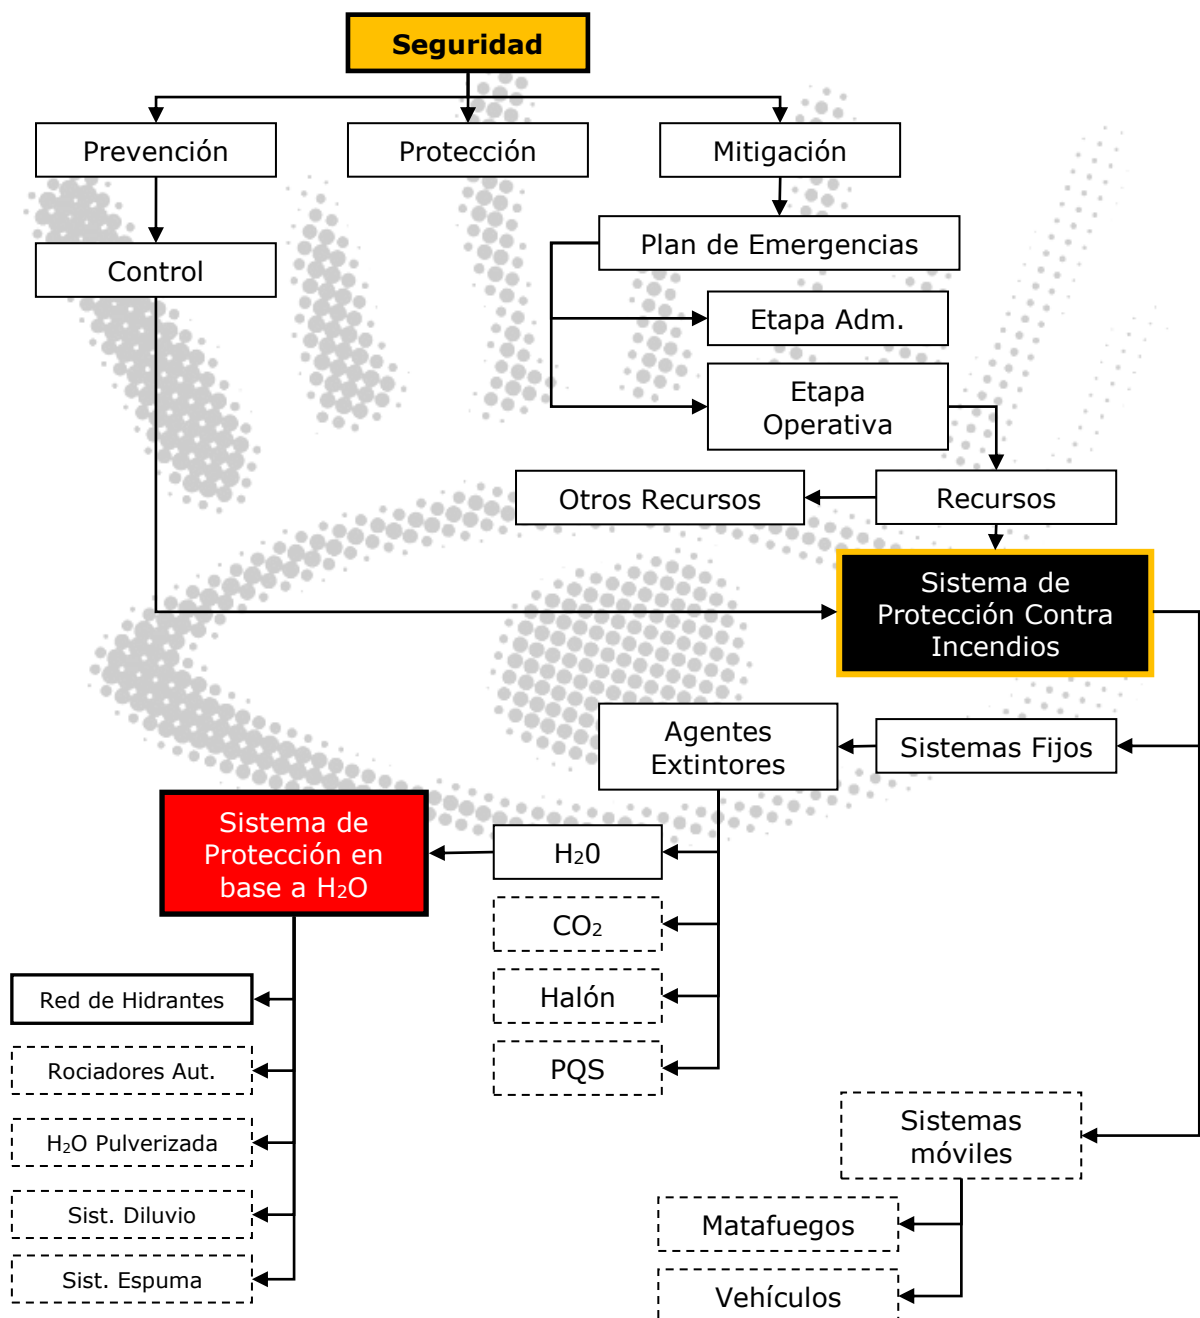 Seguridad
Prevención
Protección
Mitigación
Plan de Emergencias
Control
Etapa Adm.
Etapa
Operativa
Otros Recursos
Recursos
Sistema de
Protección Contra
Incendios
Agentes
Extintores
Sistemas Fijos
Sistema de
Protección en
base a H₂O
H₂0
CO₂
Halón
PQS
Red de Hidrantes
Rociadores Aut.
H₂O Pulverizada
Sist. Diluvio
Sist. Espuma
Sistemas
móviles
Matafuegos
Vehículos